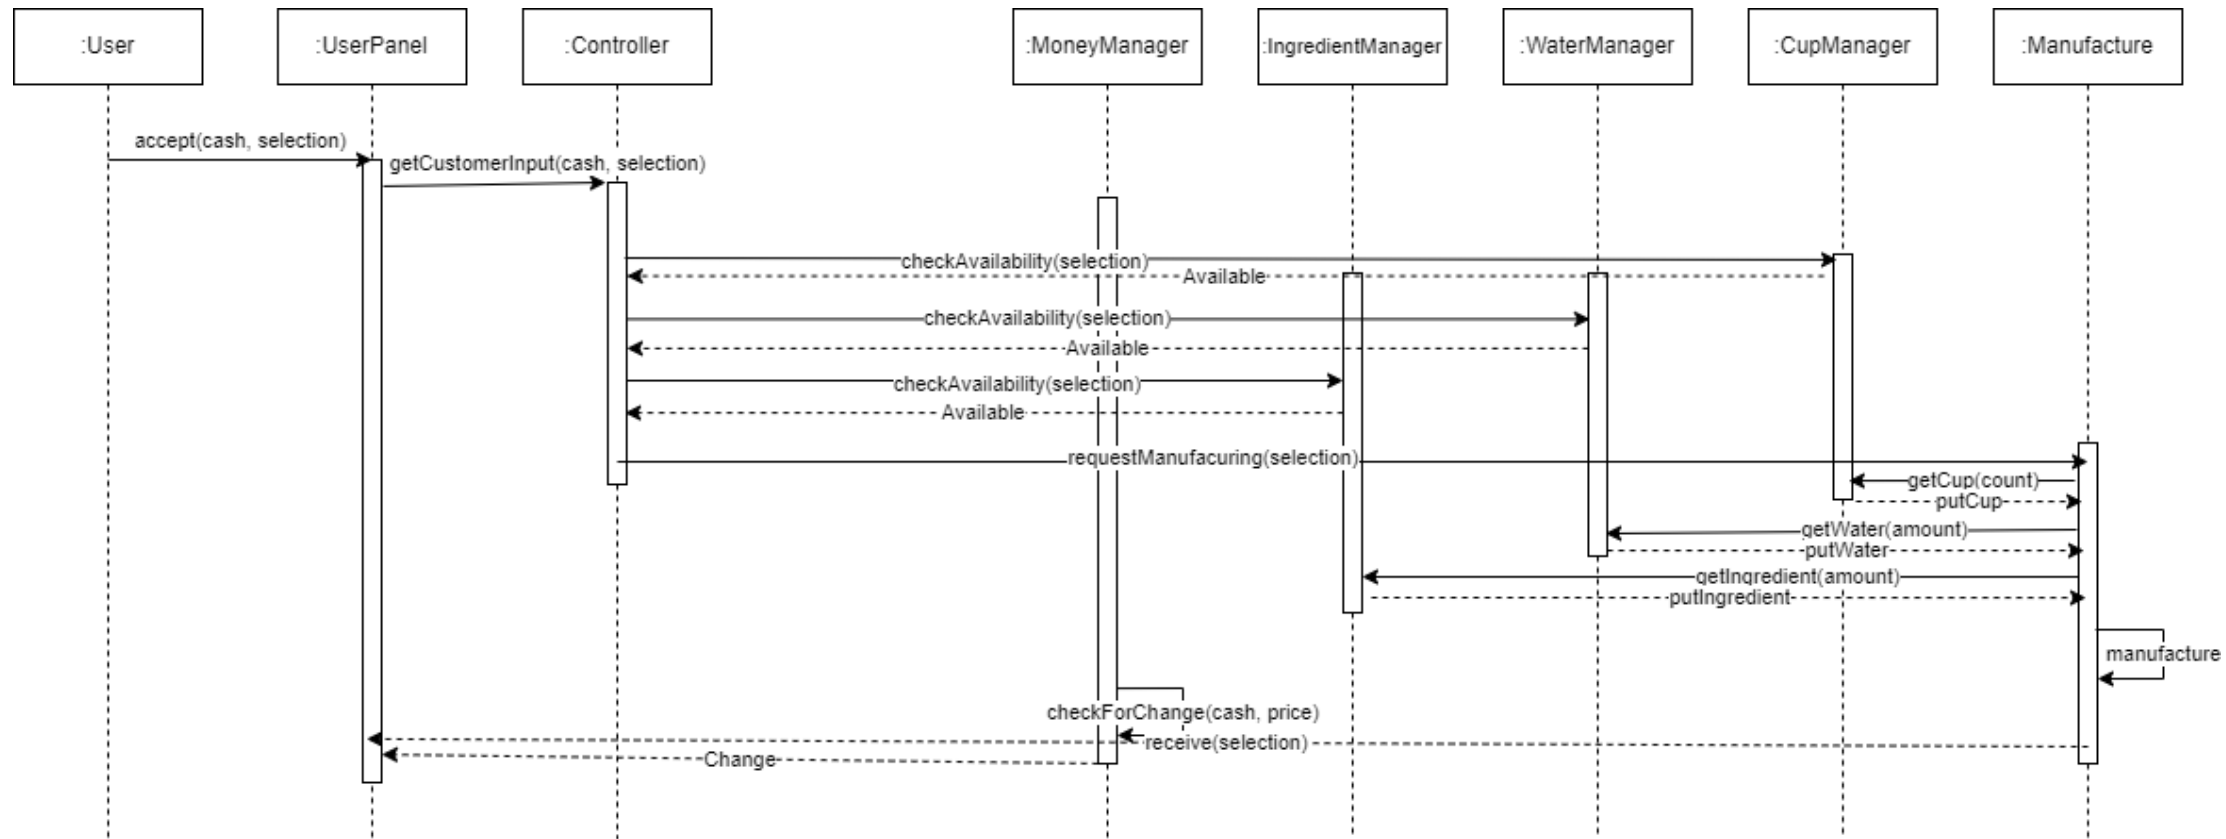 :User
:UserPanel
:Controller
:MoneyManager
:IngredientManager
:WaterManager
:CupManager
:Manufacture
accept(cash, selection)
getCustomerInput(cash, selection)
checkAvailability(selection)
Available
checkAvailability(selection)
Available
checkAvailability(selection)
Available
requestManufacuring(selection)
getCup(count)
putCup
getWater(amount)
putWater
getIngredient(amount)
putIngredient
manufacture
checkForChange(cash, price)
receive(selection)
Change